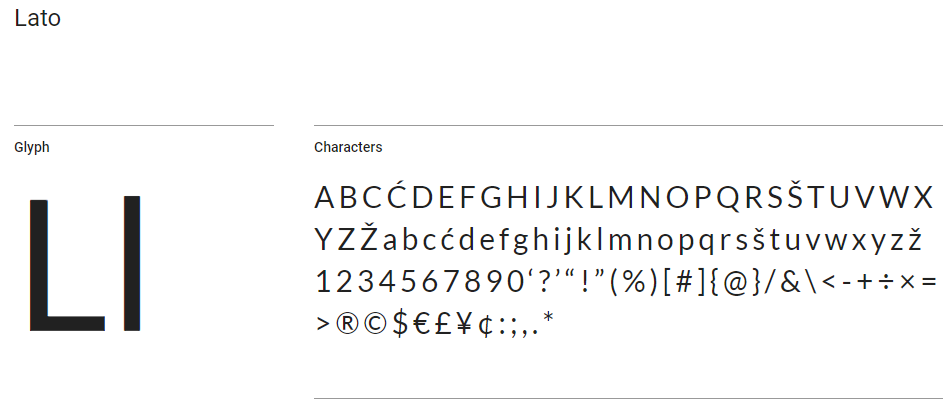 Lato
Glyph
Ll
Characters
ABCĆDEFGHIJKLMNOPQRSŠTUVWX
YZŽabcćdefghijklmnopqrsštuvwxyzž
1234567890‘?’“!”(%)[#]{@}/&\<-+÷×=
>®©$€£¥¢:;,.*